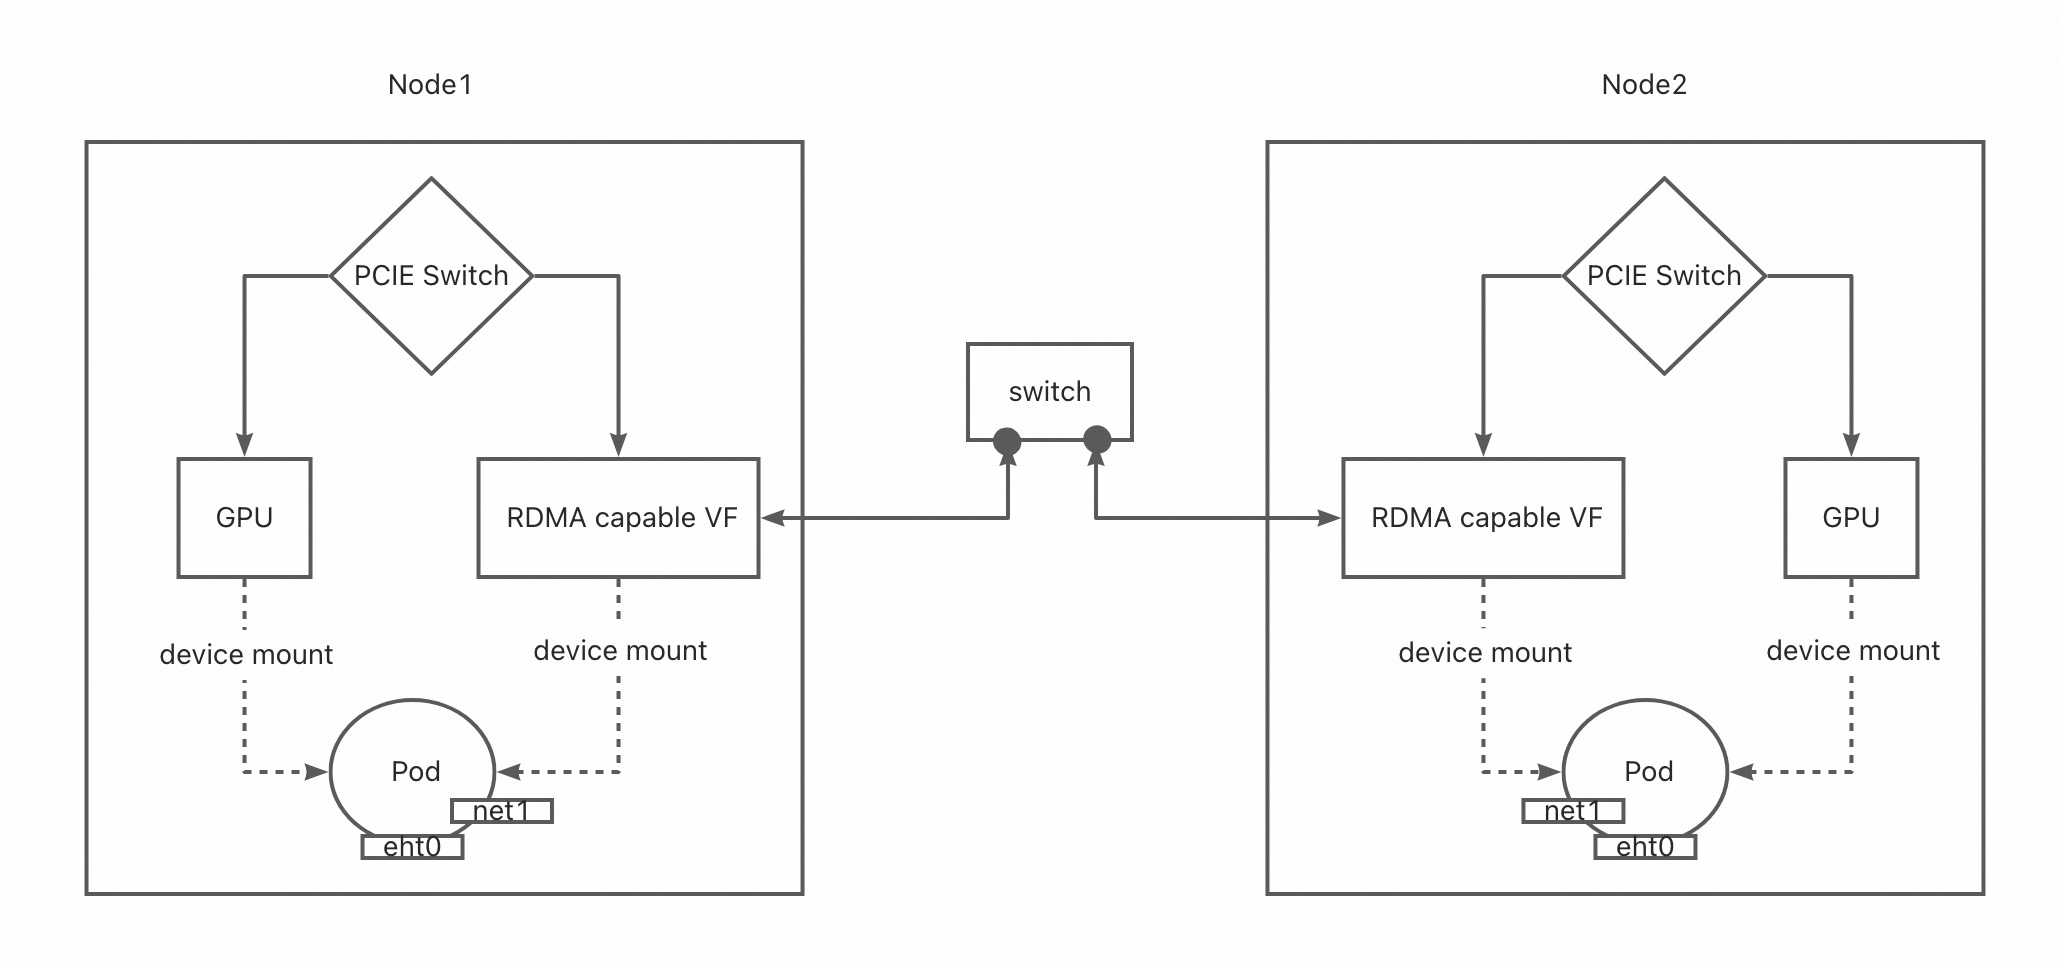 Node1
Node2
PCIE Switch
PCIE Switch
switch
GPU
RDMA capable VF
RDMA capable VF
GPU
device mount
device mount
device mount
device mount
Pod
Pod
net1
net1
eht0
eht0